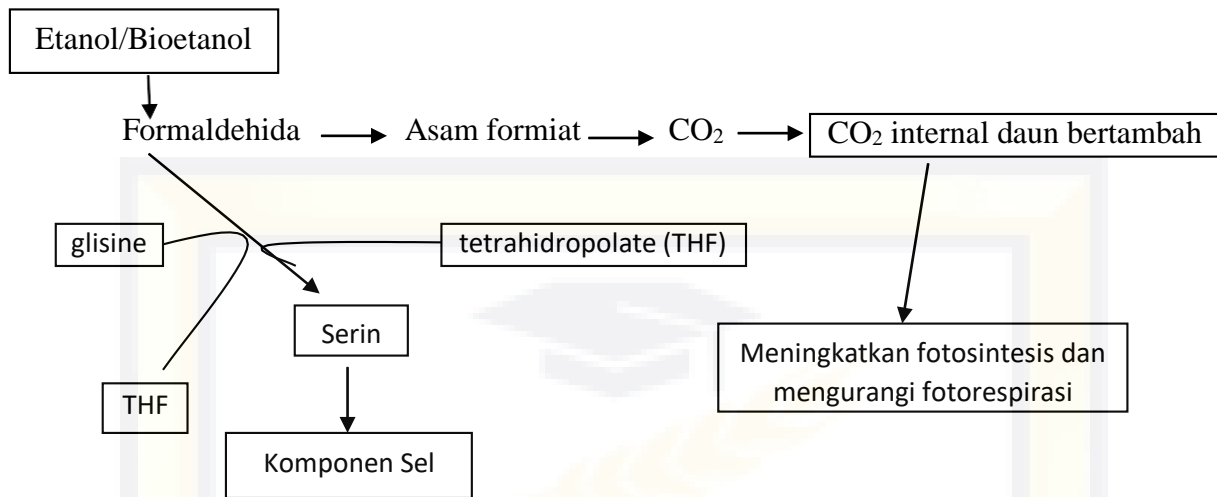 Etanol/Bioetanol
Formaldehida
Asam formiat
CO₂
CO₂ internal daun bertambah
glisine
tetrahidropolate (THF)
Serin
Meningkatkan fotosintesis dan
mengurangi fotorespirasi
THF
Komponen Sel